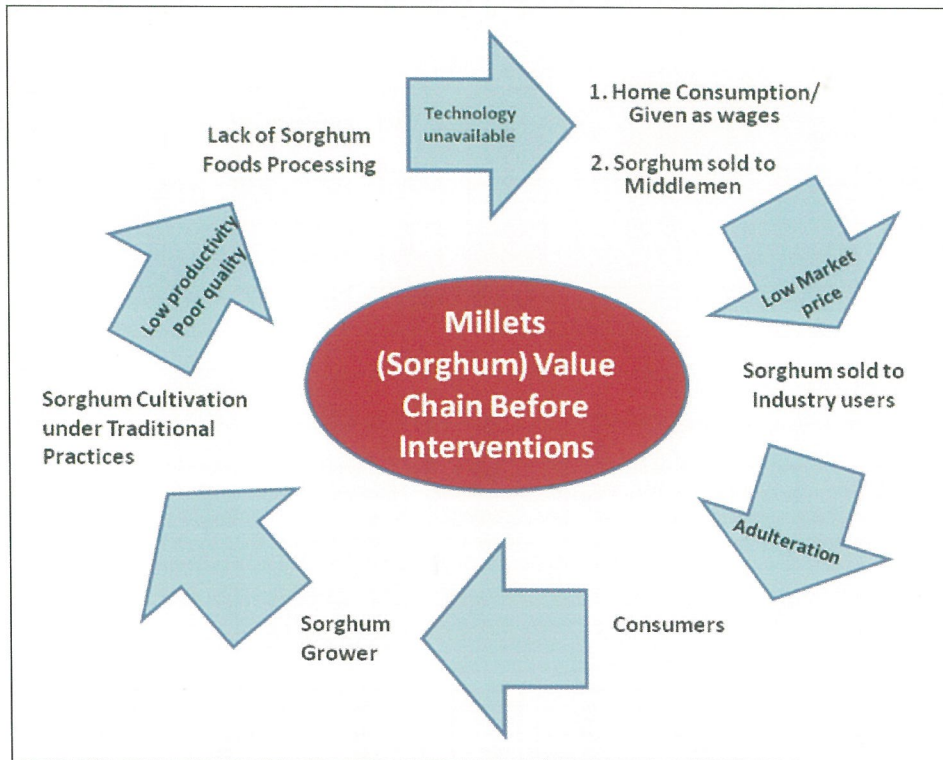 Technology
unavailable
1. Home Consumption/
Given as wages
2. Sorghum sold to
Middlemen
Lack of Sorghum
Foods Processing
Low productivity
Poor quality
Low Market
price
Millets
(Sorghum) Value
Chain Before
Interventions
Sorghum sold to
Industry users
Sorghum Cultivation
under Traditional
Practices
Adulteration
Sorghum
Grower
Consumers